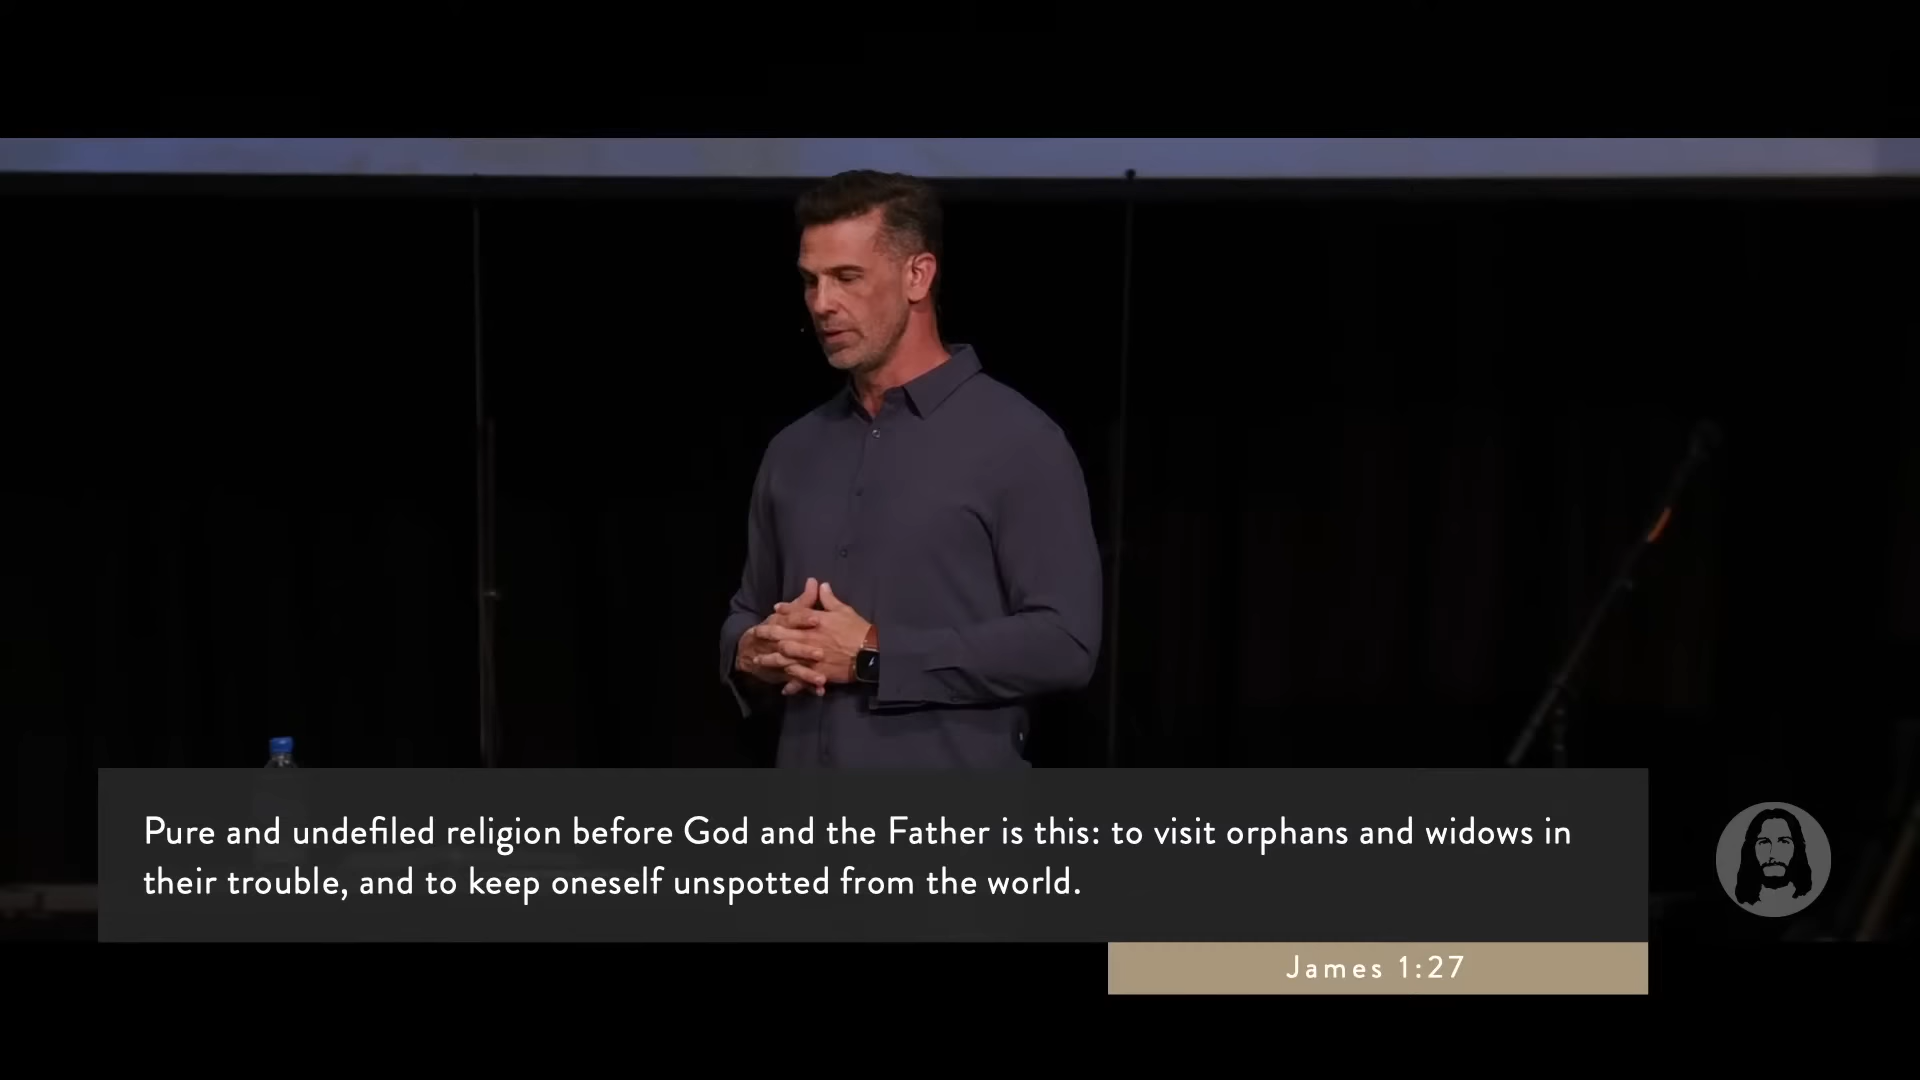 Pure and undefiled religion before God and the Father is this: to visit orphans and widows in
their trouble, and to keep oneself unspotted from the world.
James 1:27